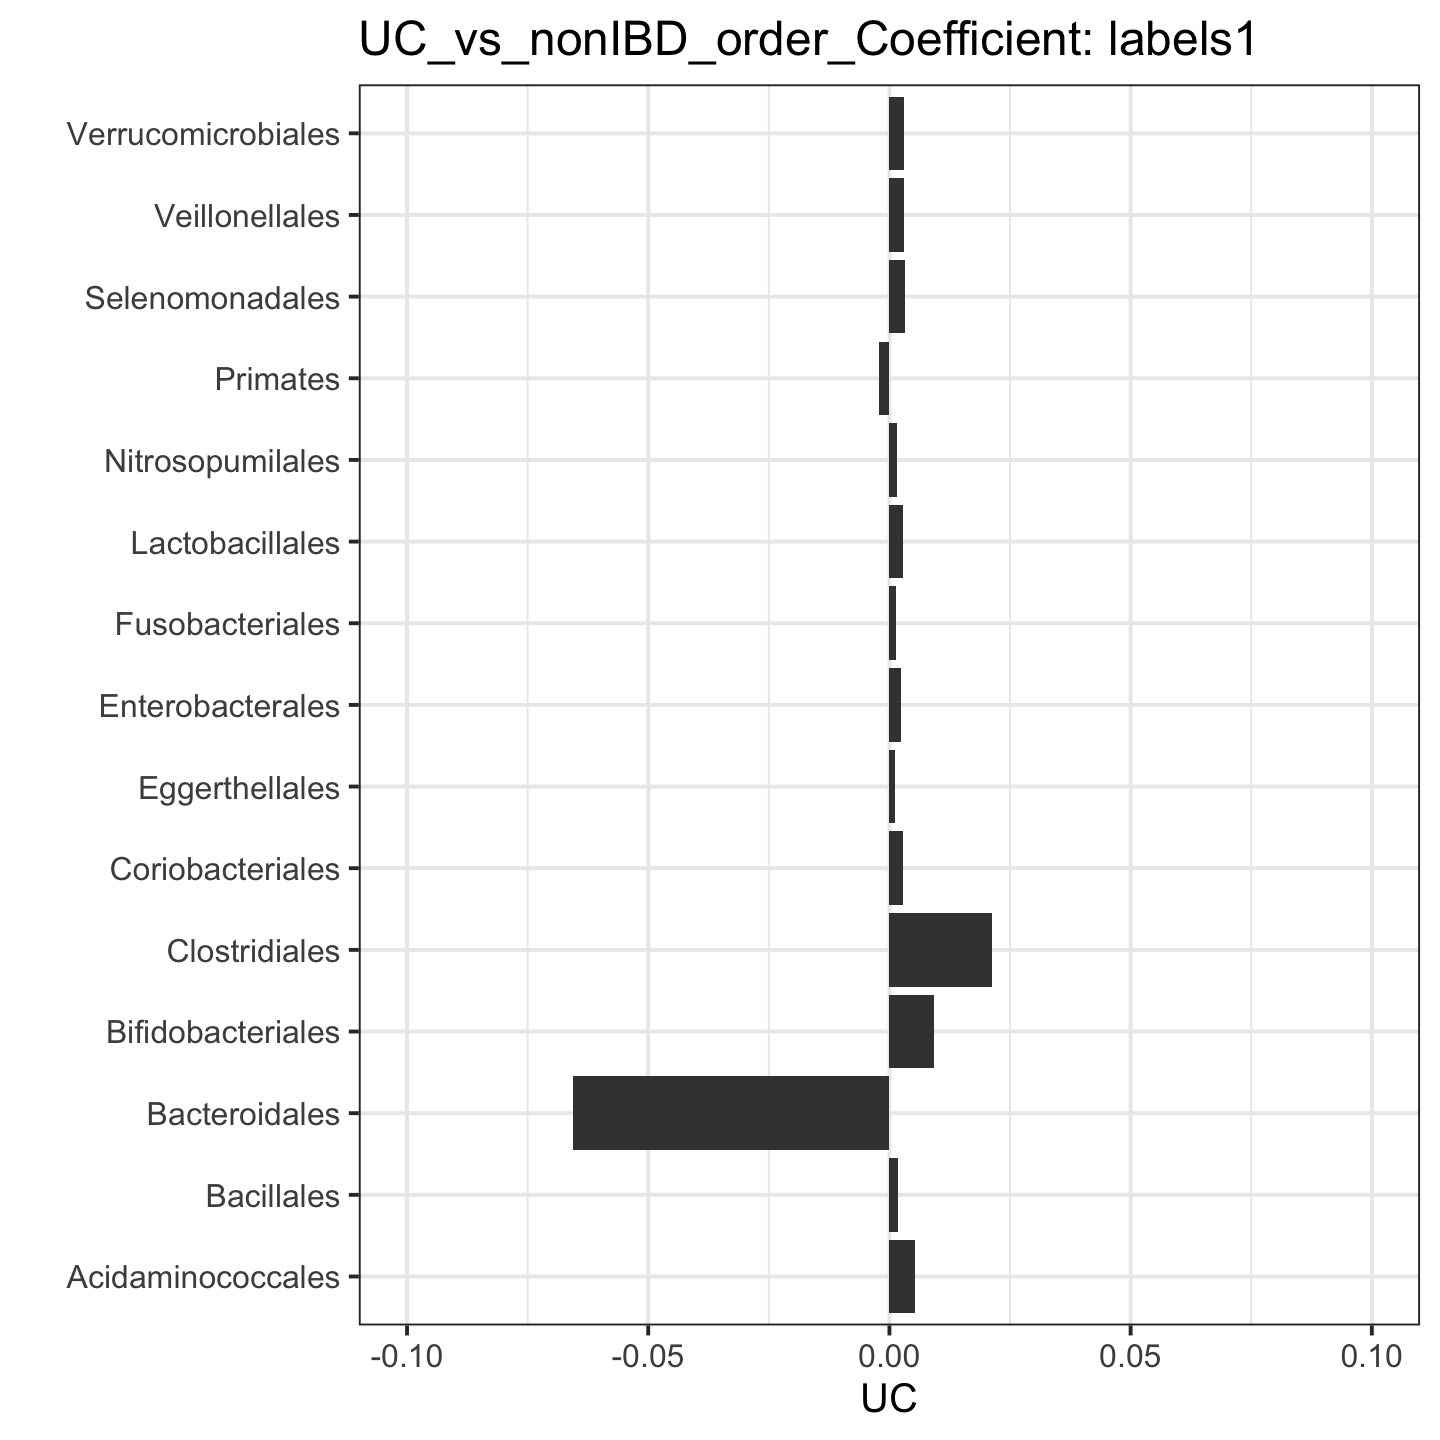 UC_vs_nonIBD_order_Coefficient: labels1
Verrucomicrobiales
Veillonellales
Selenomonadales
Primates
Nitrosopumilales
Lactobacillales
Fusobacteriales
Enterobacterales
Eggerthellales
Coriobacteriales
Clostridiales
Bifidobacteriales
Bacteroidales
Bacillales
Acidaminococcales
-0.10 -0.05 0.00 0.05 0.10
UC